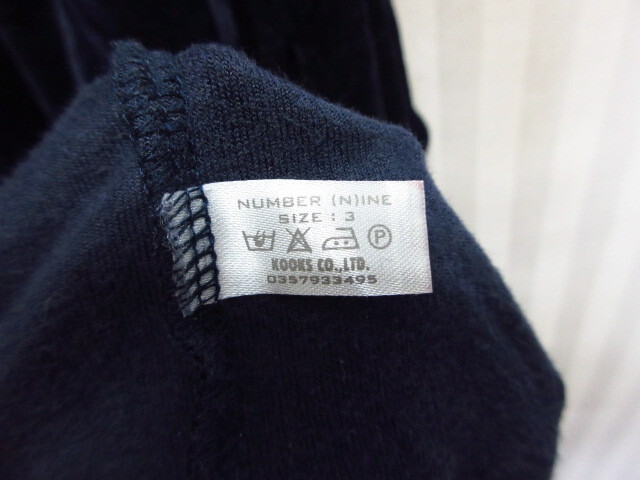 NUMBER (N)INE
SIZE : 3
P
KOOKS CO.,LTD.
0357933495